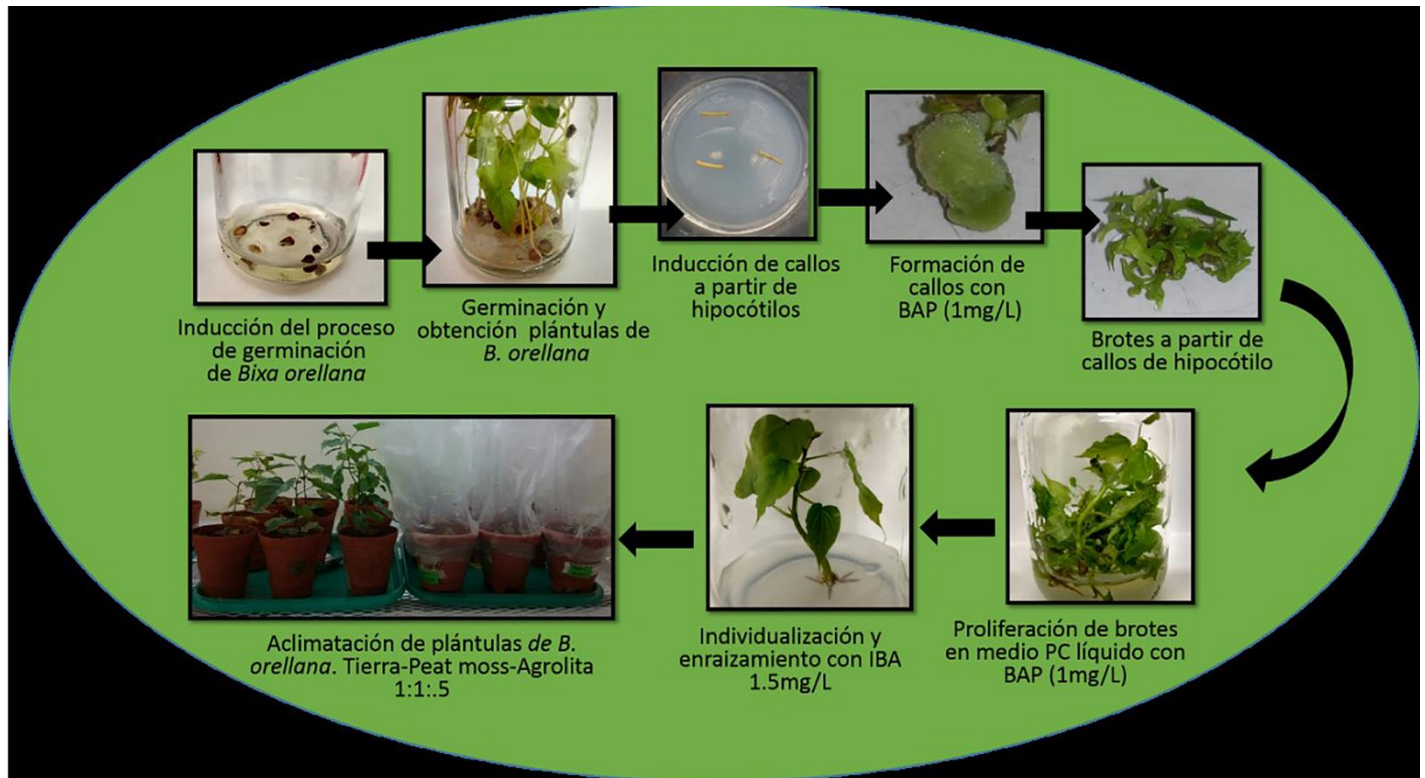 Inducción del proceso
de germinación
de Bixa orellana
Germinación y
obtención plántulas de
B. orellana
Inducción de callos
a partir de
hipocótilos
Formación de
callos con
BAP (1mg/L)
Brotes a partir de
callos de hipocótilo
Proliferación de brotes
en medio PC líquido con
BAP (1mg/L)
Individualización y
enraizamiento con IBA
1.5mg/L
Aclimatación de plántulas de B.
orellana. Tierra-Peat moss-Agrolita
1:1:.5